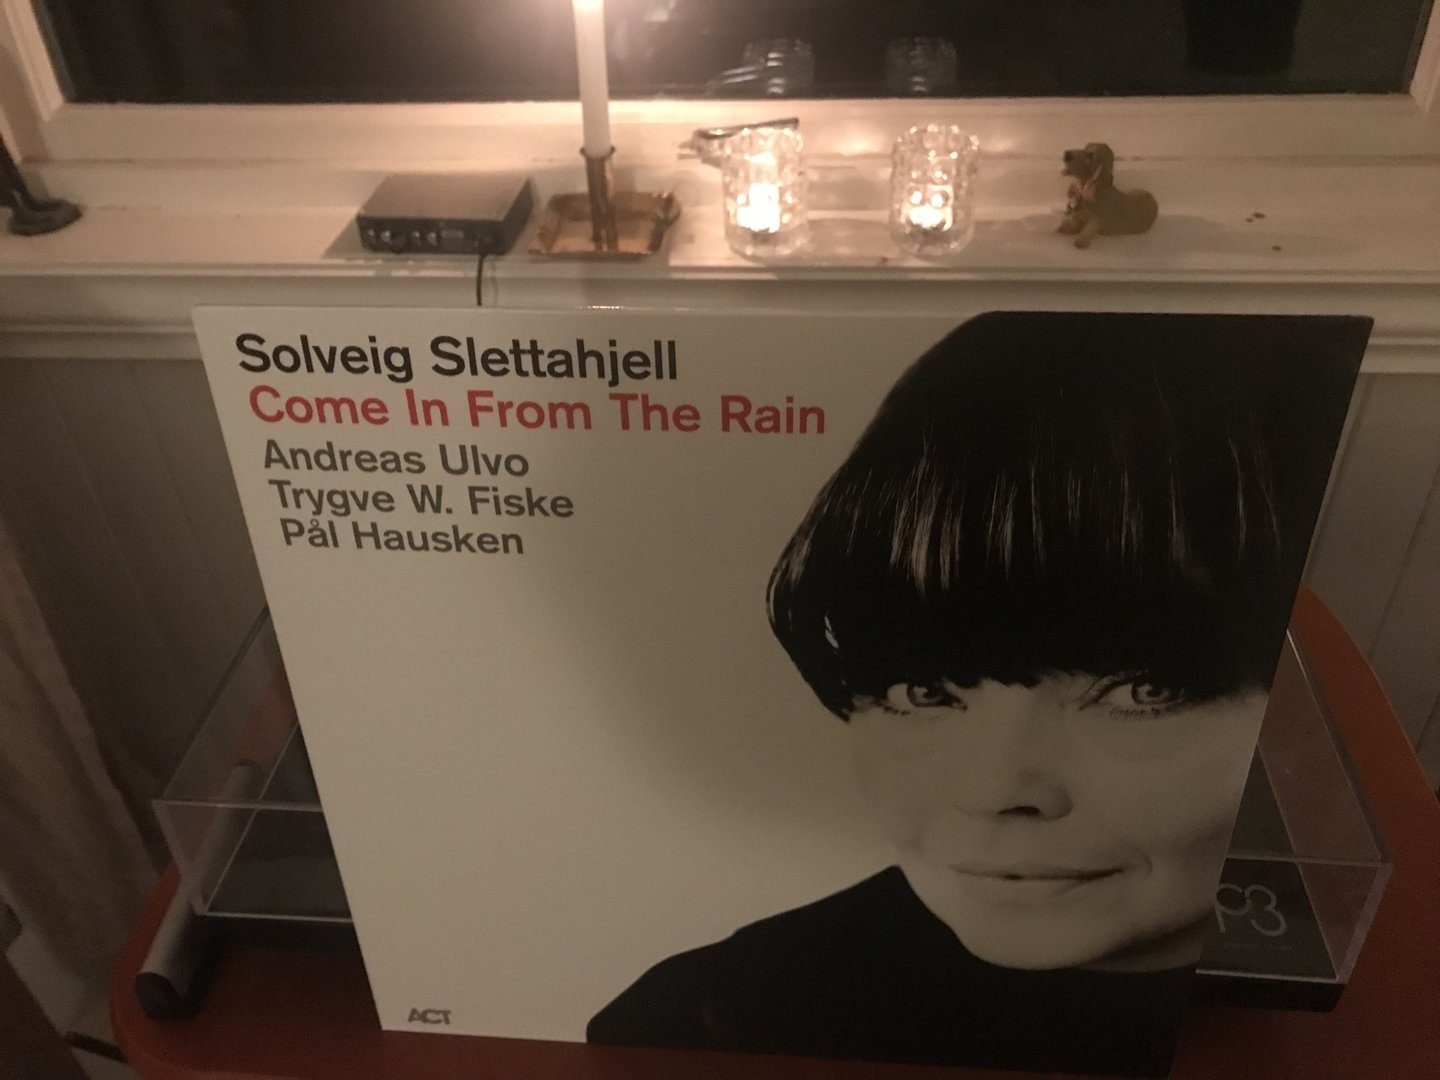 Solveig Slettahjell
Come In From The Rain
Andreas Ulvo
Trygve W. Fiske
Pål Hausken
ACT